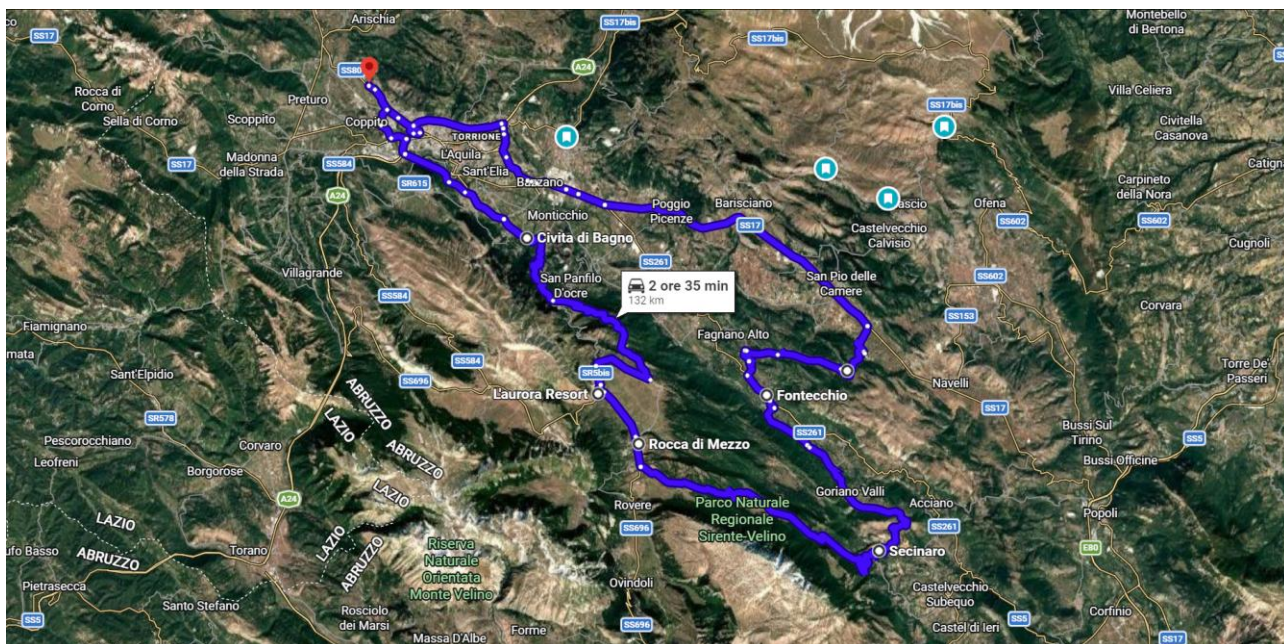 Arischia
SS17bis
SS17bis
Montebello
di Bertona
SS17
SS80
A24
Rocca di
Corno
Sella di Corno
Preturo
Scoppito
Coppito
TORRIONE
SS17bis
Villa Celiera
Civitella
Casanova
SS17
Madonna
della Strada
SS584
L'Aquila
Sant'Elia
SR615
Bazzano
A24
Carpineto
della Nora
Monticchio
Poggio
Picenze
Barisciano
SS17
Ofena
SS602
SS602
Castelvecchio
Calvisio
Civita di Bagno
SS261
Cugnoli
Villagrande
San Panfilo
D'ocre
2 ore 35 min
132 km
San Pio delle
Camere
SS602
SS584
SS153
Corvara
Fiamignano
Fagnano Alto
Sant'Elpidio
SS584
SS696
SR5bis
Torre De'
Passeri
L'aurora Resort
Fontecchio
Navelli
SS17
ABRUZZO
LAZIO
SR578
Pescorocchiano
Leofreni
Corvaro
Borgorose
ABRUZZO
LAZIO
Rocca di Mezzo
SS261
Bussi Sul
Tirino
SS5
Bussi Officine
A24
Rovere
Parco Naturale
Regionale
Sirente-Velino
Goriano Valli
Acciano
SS261
Popoli
LAZIO
ABRUZZO
LAZIO
ABRUZZO
SS696
Torano
Riserva
Naturale
Orientata
Monte Velino
Secinaro
E80
Pietrasecca
Ovindoli
Castelvecchio
Subequo
SS5
Santo Stefano
Rosciolo
dei Marsi
SS5
Corfinio
Massa D'Albe
Forme
SS696
Castel di Ieri
SS17